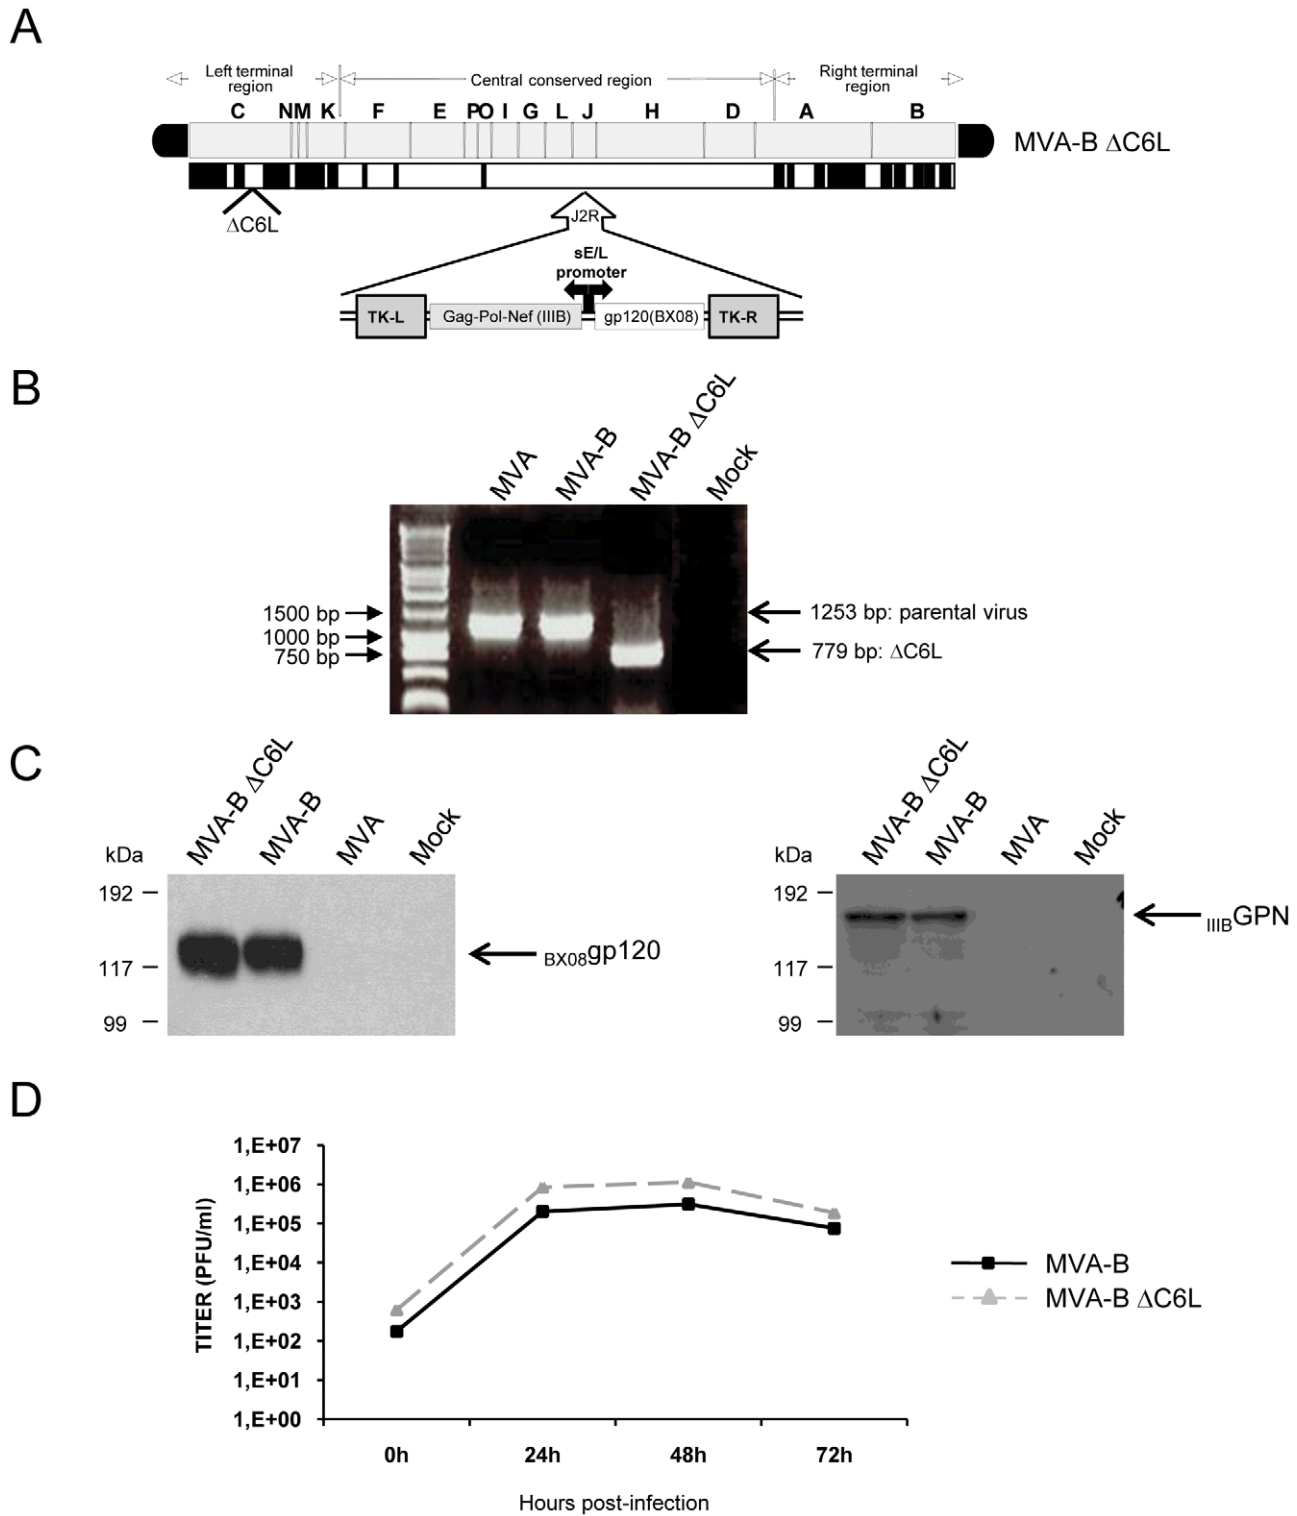 A
Left terminal region
Central conserved region
Right terminal region
C N M K F E P O I G L J H D A B
MVA-B ΔC6L
ΔC6L
J2R
sE/L
promoter
TK-L
Gag-Pol-Nef (IIIB)
gp120(BX08)
TK-R
B
MVA
MVA-B
MVA-B ΔC6L
Mock
1500 bp
1000 bp
750 bp
1253 bp: parental virus
779 bp: ΔC6L
C
MVA-B ΔC6L
MVA-B
MVA
Mock
kDa
192
117
99
BX08gp120
MVA-B ΔC6L
MVA-B
MVA
Mock
kDa
192
117
99
IIIBGPN
D
TITER (PFU/ml)
1,E+07
1,E+06
1,E+05
1,E+04
1,E+03
1,E+02
1,E+01
1,E+00
0h 24h 48h 72h
Hours post-infection
MVA-B
MVA-B ΔC6L